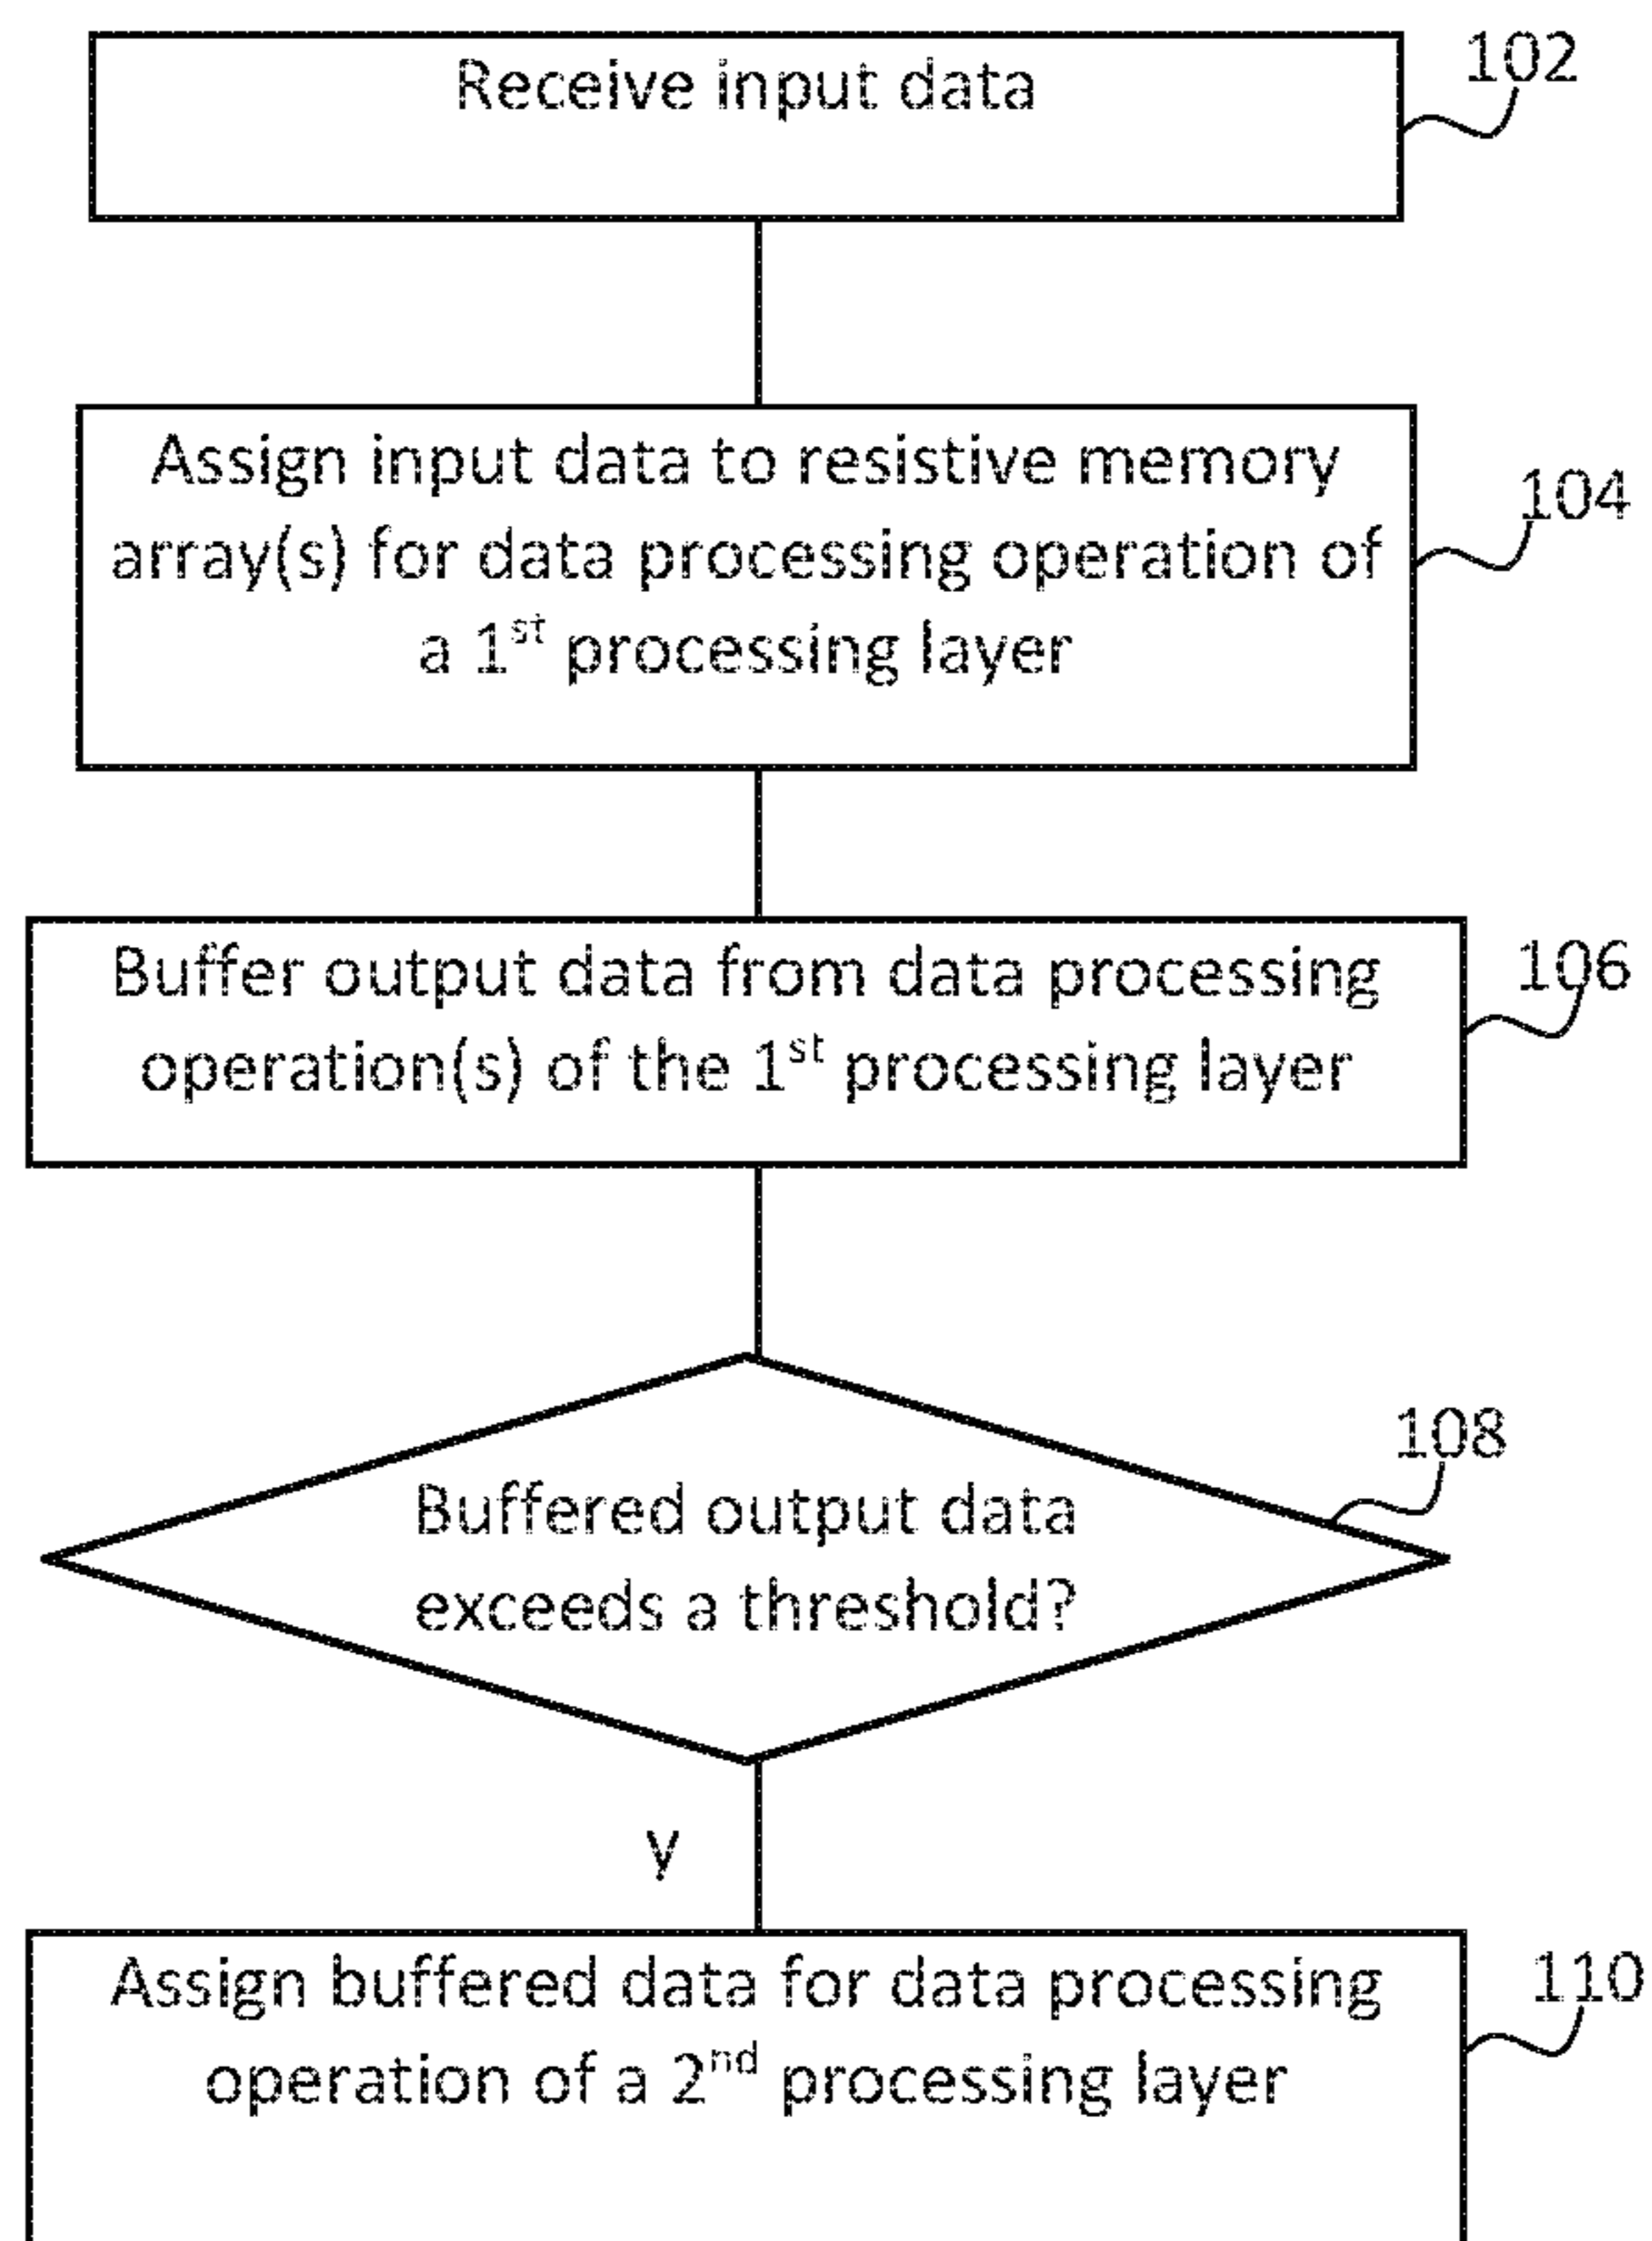 Receive input data
102
Assign input data to resistive memory
array(s) for data processing operation of
a 1st processing layer
104
Buffer output data from data processing
operation(s) of the 1st processing layer
106
Buffered output data
exceeds a threshold?
108
y
Assign buffered data for data processing
operation of a 2nd processing layer
110